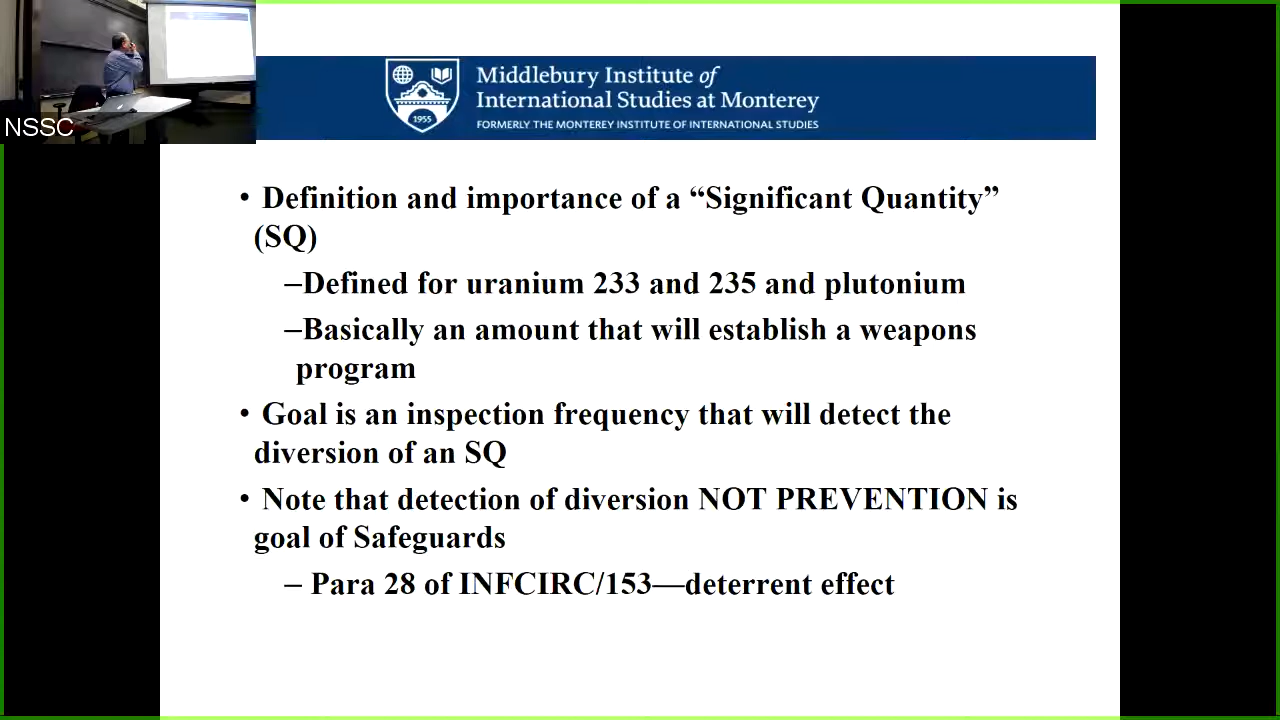 NSSC
Middlebury Institute of
International Studies at Monterey
FORMERLY THE MONTEREY INSTITUTE OF INTERNATIONAL STUDIES
1955
• Definition and importance of a “Significant Quantity”
(SQ)
–Defined for uranium 233 and 235 and plutonium
–Basically an amount that will establish a weapons
program
• Goal is an inspection frequency that will detect the
diversion of an SQ
• Note that detection of diversion NOT PREVENTION is
goal of Safeguards
– Para 28 of INFCIRC/153—deterrent effect